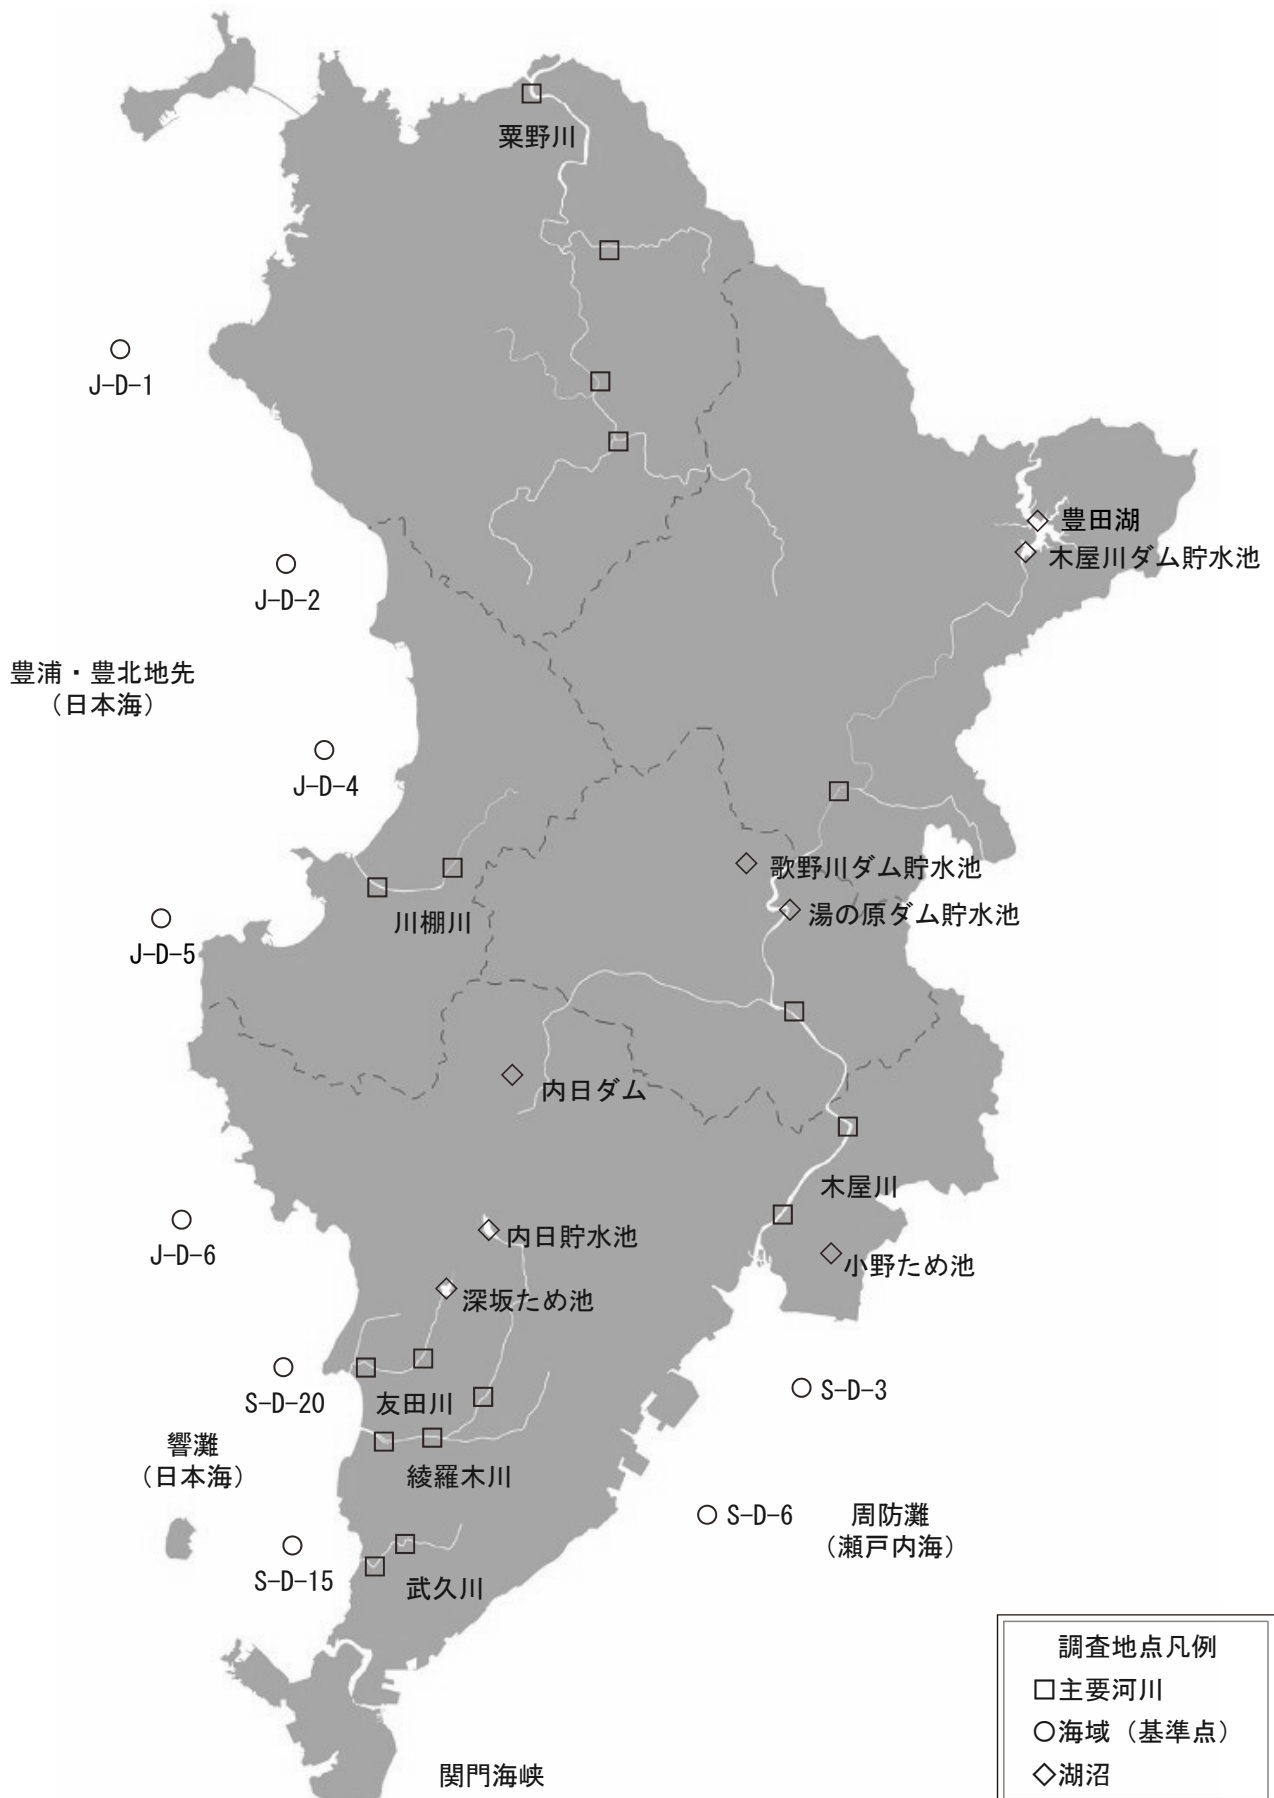 粟野川
J-D-1
豊田湖
木屋川ダム貯水池
J-D-2
豊浦・豊北地先
（日本海）
J-D-4
歌野川ダム貯水池
湯の原ダム貯水池
川棚川
J-D-5
内日ダム
木屋川
内日貯水池
J-D-6
小野ため池
深坂ため池
S-D-20
友田川
S-D-3
響灘
（日本海）
綾羅木川
S-D-6
周防灘
（瀬戸内海）
S-D-15
武久川
関門海峡
調査地点凡例
□主要河川
○海域（基準点）
◇湖沼